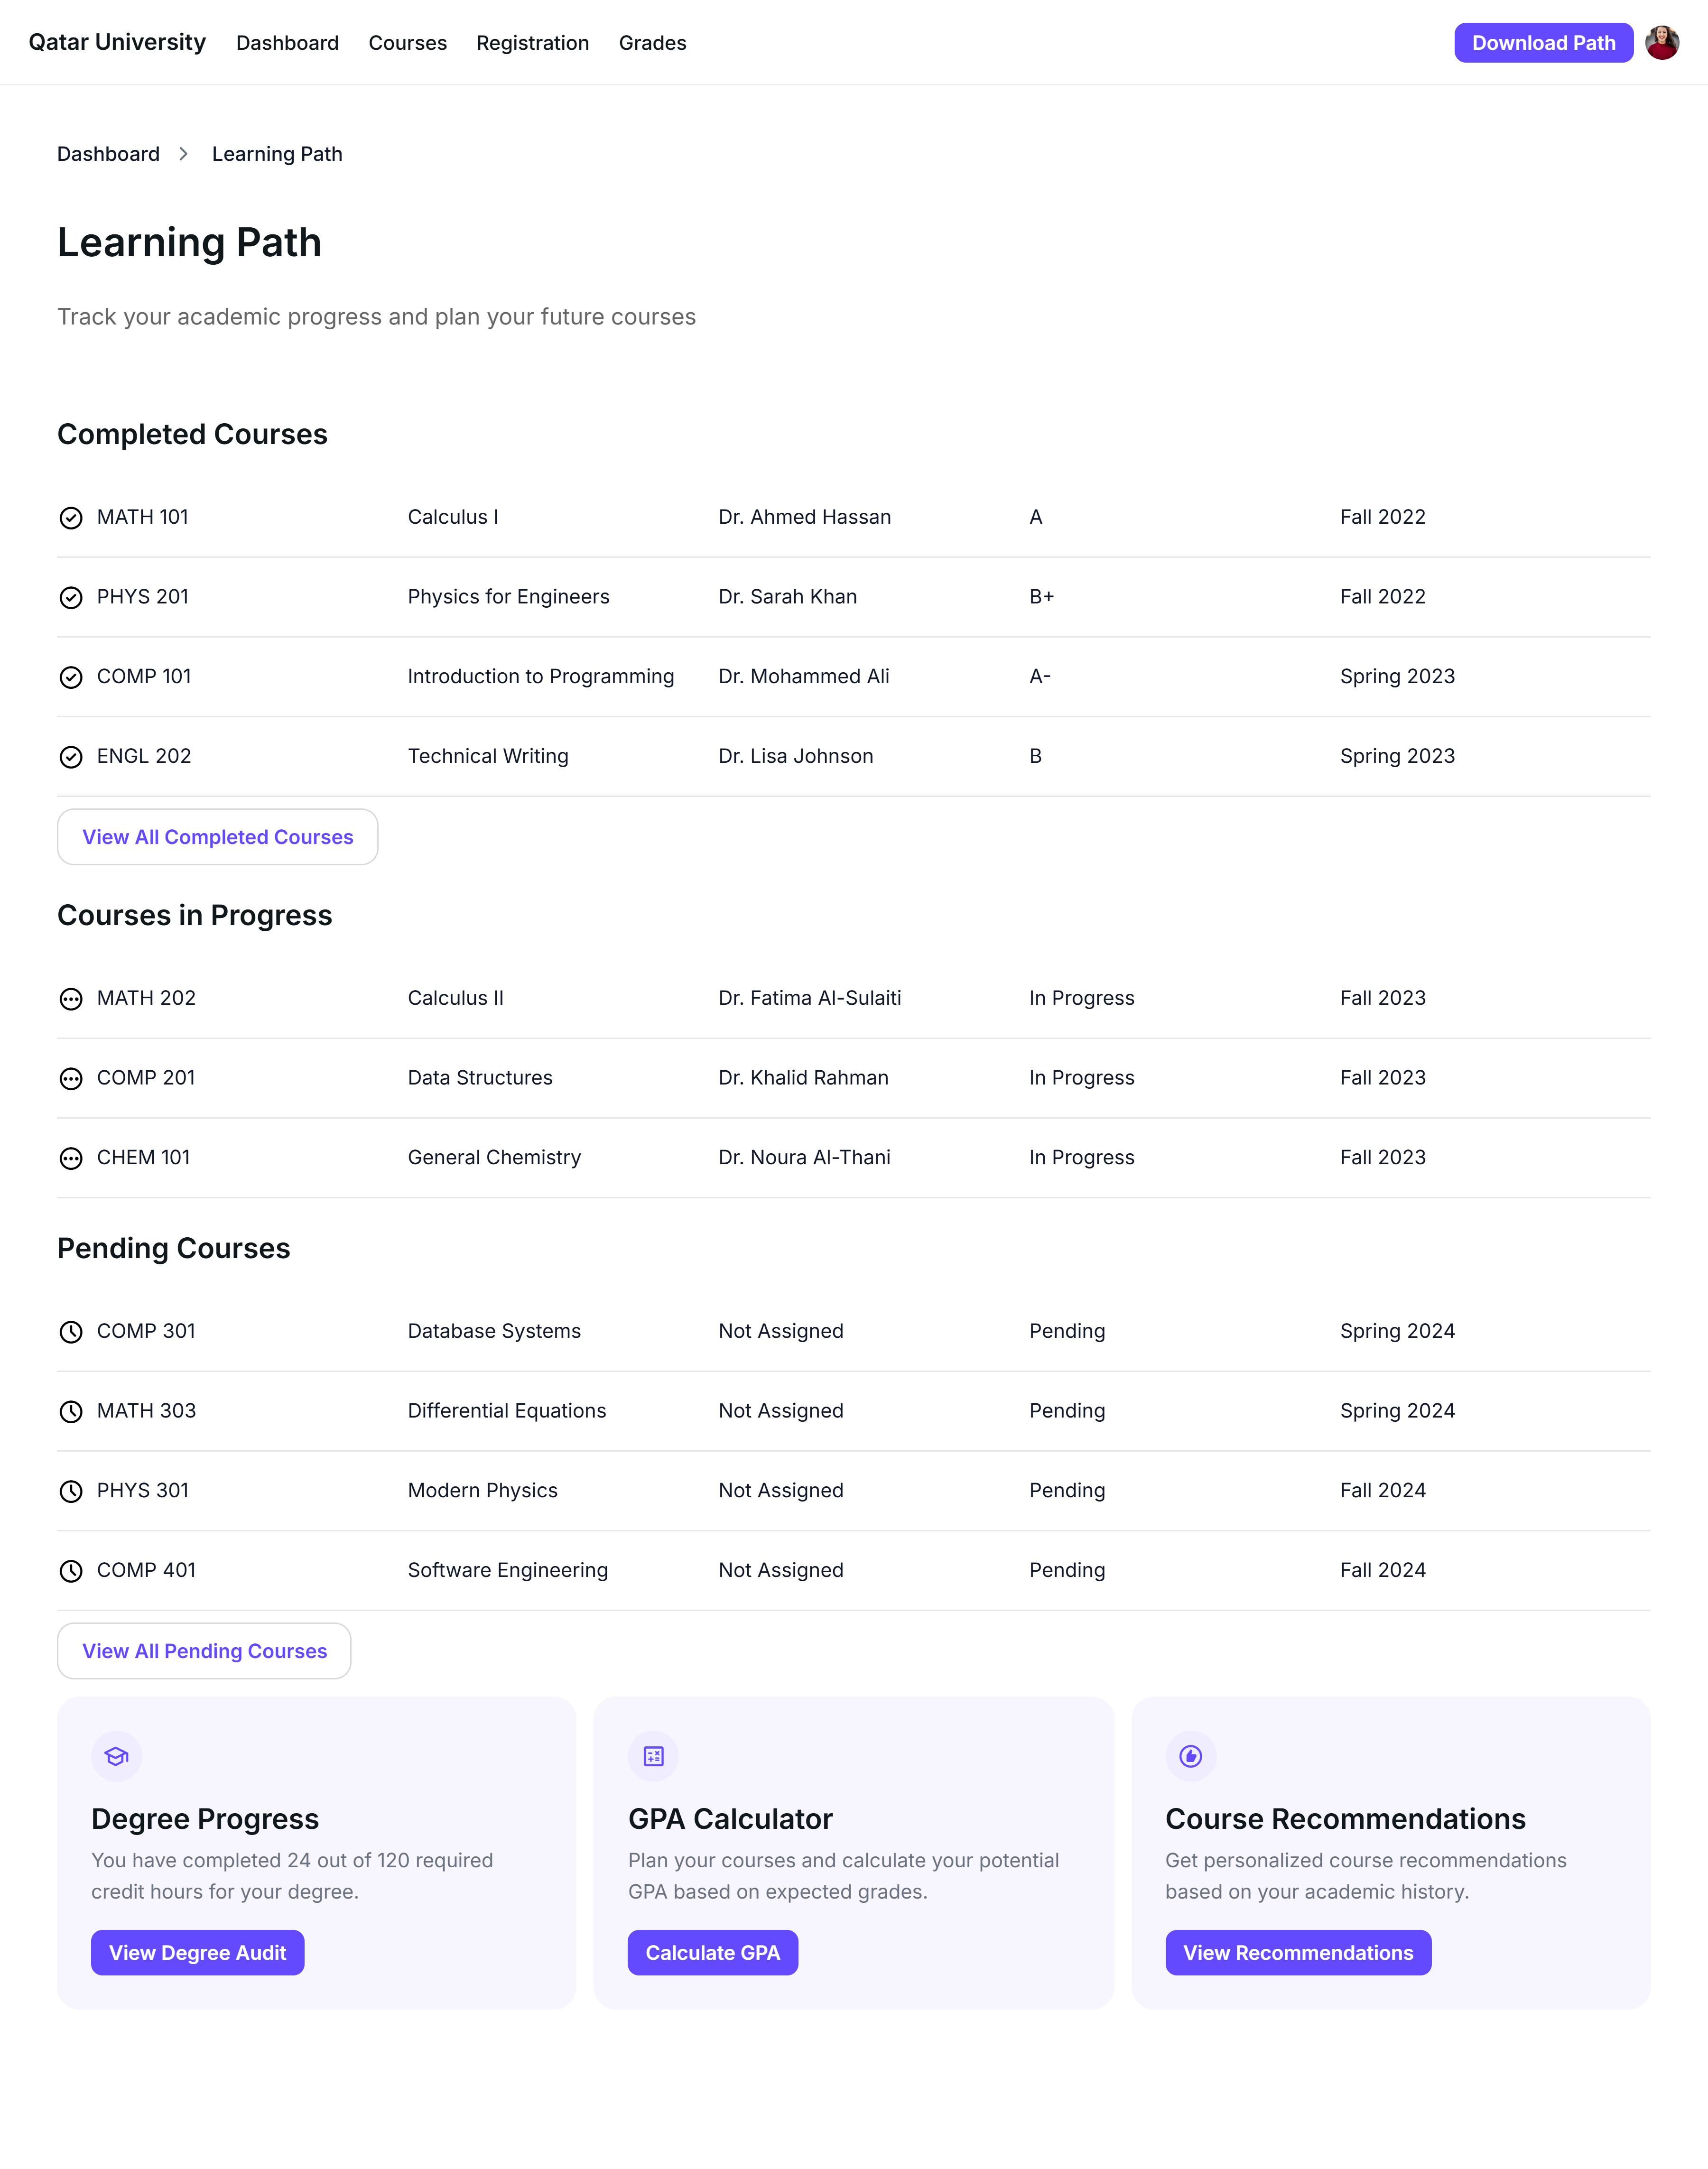 Qatar University Dashboard Courses Registration Grades Download Path
Dashboard Learning Path
Learning Path
Track your academic progress and plan your future courses
Completed Courses
MATH 101 Calculus I Dr. Ahmed Hassan A Fall 2022
PHYS 201 Physics for Engineers Dr. Sarah Khan B+ Fall 2022
COMP 101 Introduction to Programming Dr. Mohammed Ali A- Spring 2023
ENGL 202 Technical Writing Dr. Lisa Johnson B Spring 2023
View All Completed Courses
Courses in Progress
MATH 202 Calculus II Dr. Fatima Al-Sulaiti In Progress Fall 2023
COMP 201 Data Structures Dr. Khalid Rahman In Progress Fall 2023
CHEM 101 General Chemistry Dr. Noura Al-Thani In Progress Fall 2023
Pending Courses
COMP 301 Database Systems Not Assigned Pending Spring 2024
MATH 303 Differential Equations Not Assigned Pending Spring 2024
PHYS 301 Modern Physics Not Assigned Pending Fall 2024
COMP 401 Software Engineering Not Assigned Pending Fall 2024
View All Pending Courses
Degree Progress
You have completed 24 out of 120 required
credit hours for your degree.
View Degree Audit
GPA Calculator
Plan your courses and calculate your potential
GPA based on expected grades.
Calculate GPA
Course Recommendations
Get personalized course recommendations
based on your academic history.
View Recommendations